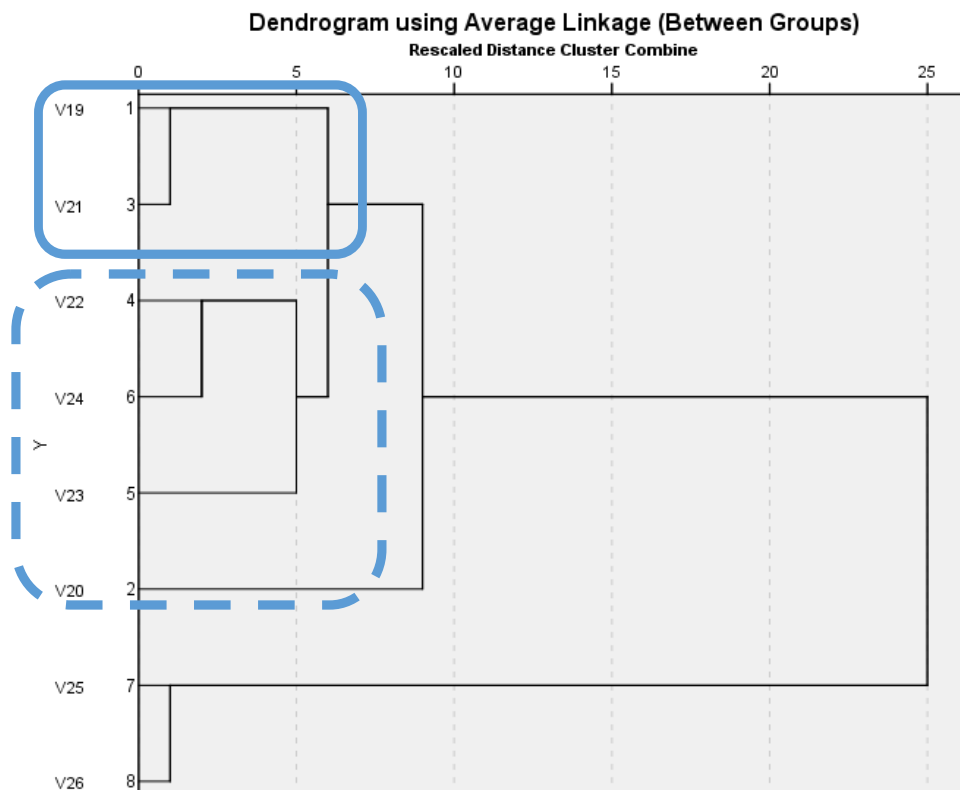 Dendrogram using Average Linkage (Between Groups)
Rescaled Distance Cluster Combine
0 5 10 15 20 25
V19 1
V21 3
V22 4
V24 6
Y
V23 5
V20 2
V25 7
V26 8